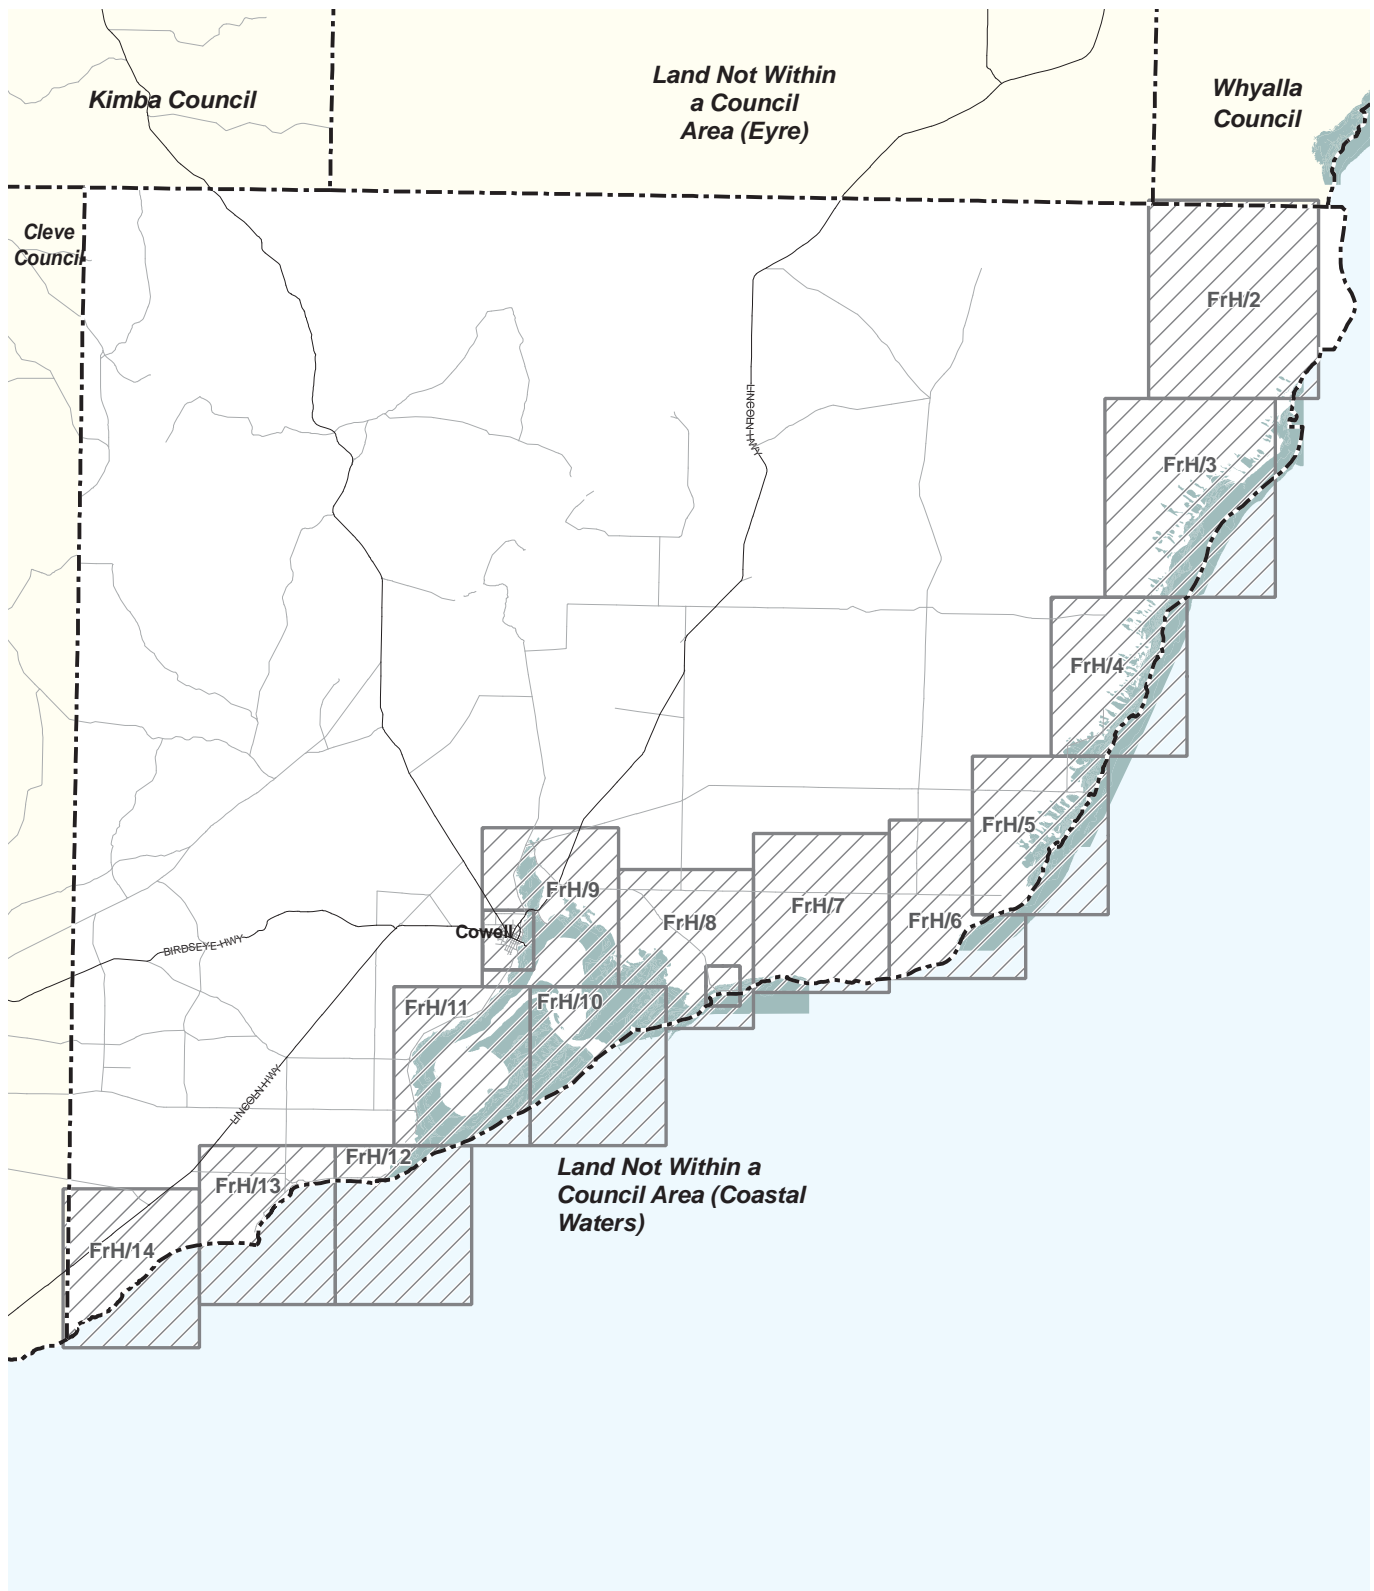 Land Not Within
a Council
Area (Eyre)
Kimba Council
Whyalla
Council
Cleve
Council
FrH/2
LINCOLN HWY
FrH/3
FrH/4
FrH/5
FrH/9
FrH/7
FrH/8
FrH/6
Cowell
BIRDSEYE HWY
FrH/11
FrH/10
LINCOLN HWY
FrH/12
Land Not Within a
Council Area (Coastal
Waters)
FrH/13
FrH/14